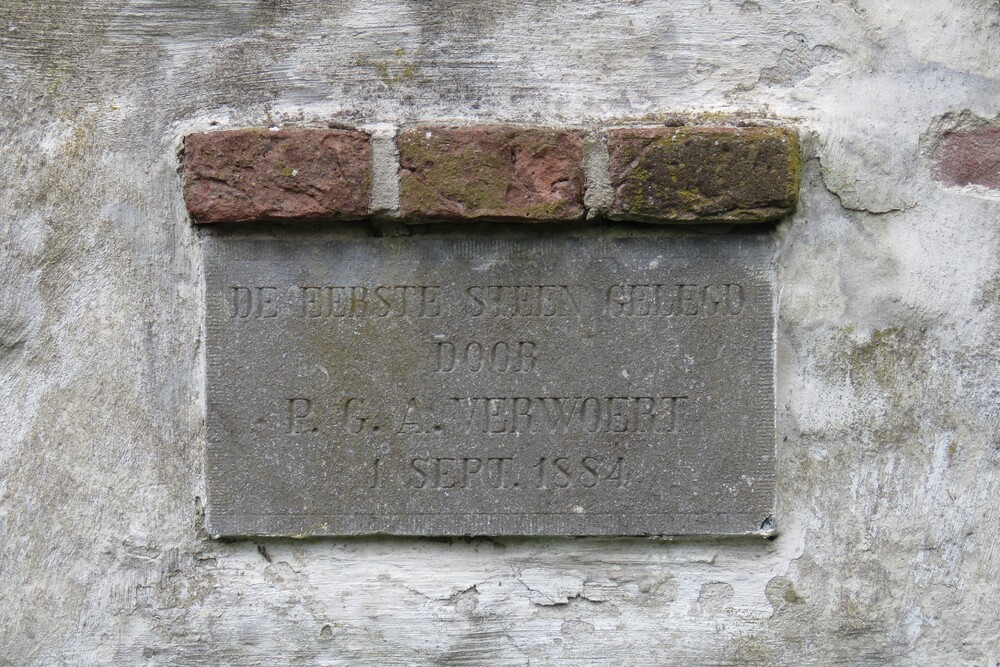 DE EERSTE STEEN GELEGD
DOOR
P. G. A. VERWOERT
1 SEPT. 1884